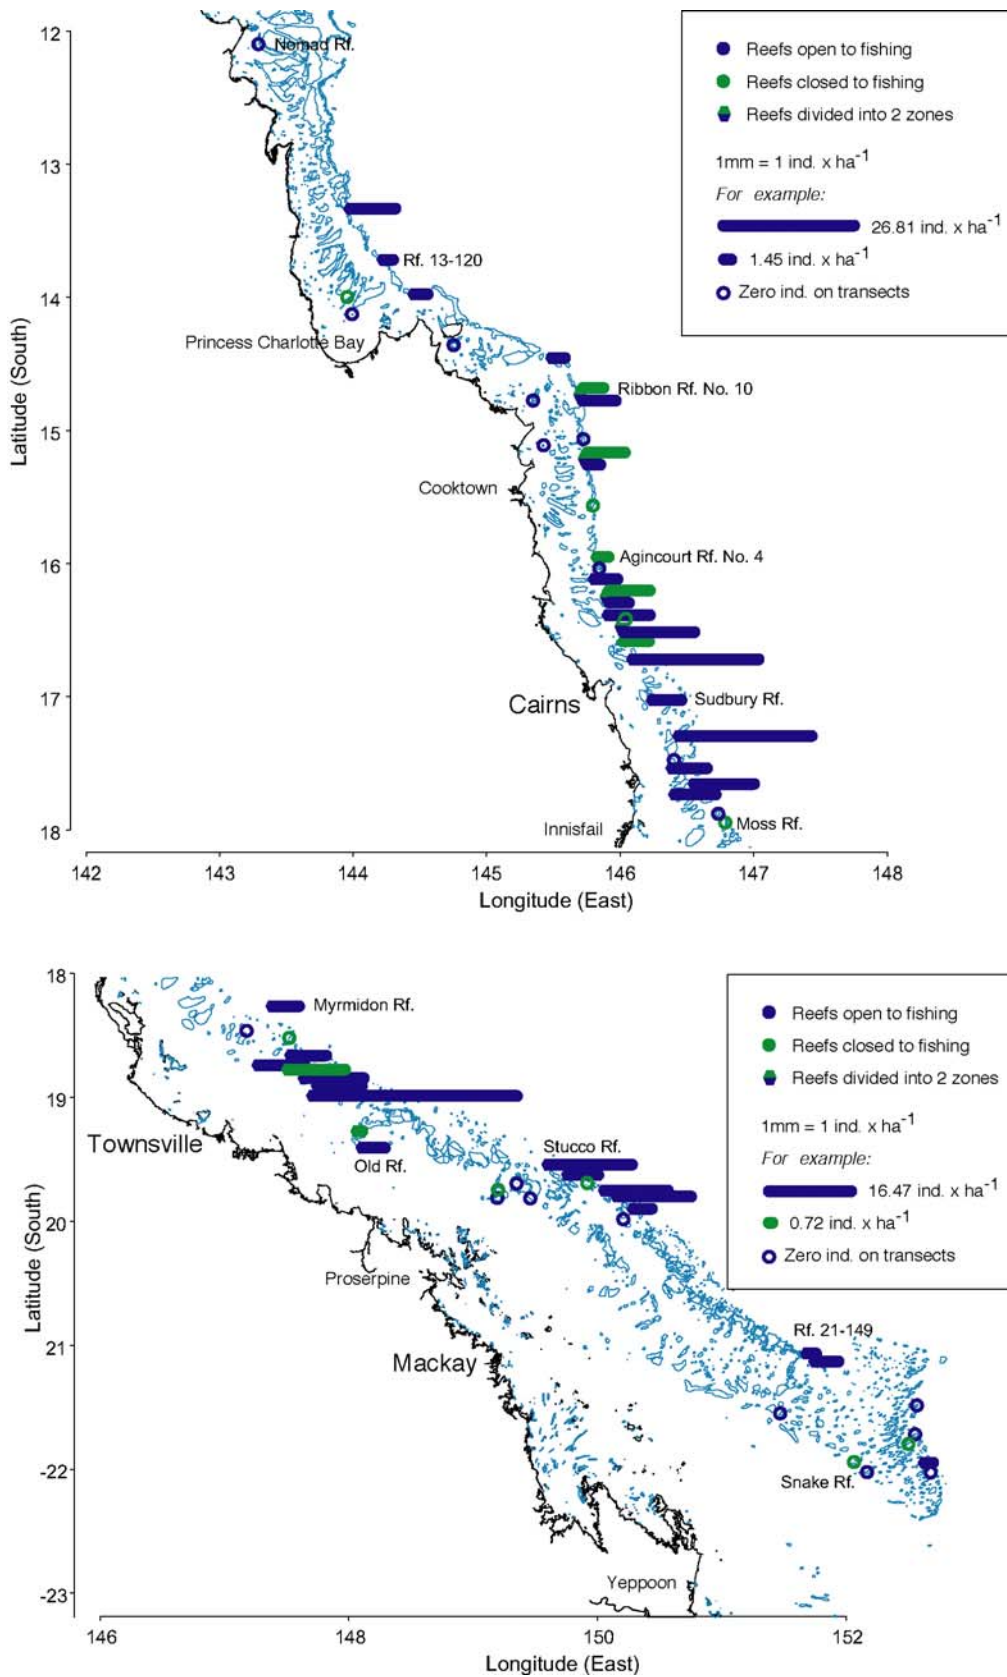 12
Nomad Rf.
13
Rf. 13-120
14
Princess Charlotte Bay
Ribbon Rf. No. 10
15
Cooktown
Agincourt Rf. No. 4
16
17
Sudbury Rf.
Cairns
18
Innisfail
Moss Rf.
Latitude (South)
142 143 144 145 146 147 148
Longitude (East)
Reefs open to fishing
Reefs closed to fishing
Reefs divided into 2 zones
1mm = 1 ind. x ha-1
For example:
26.81 ind. x ha-1
1.45 ind. x ha-1
Zero ind. on transects
18
Myrmidon Rf.
19
Townsville
Old Rf.
Stucco Rf.
20
Proserpine
21
Rf. 21-149
Mackay
-22
Snake Rf.
Yeppoon
-23
Latitude (South)
146 148 150 152
Longitude (East)
Reefs open to fishing
Reefs closed to fishing
Reefs divided into 2 zones
1mm = 1 ind. x ha-1
For example:
16.47 ind. x ha-1
0.72 ind. x ha-1
Zero ind. on transects